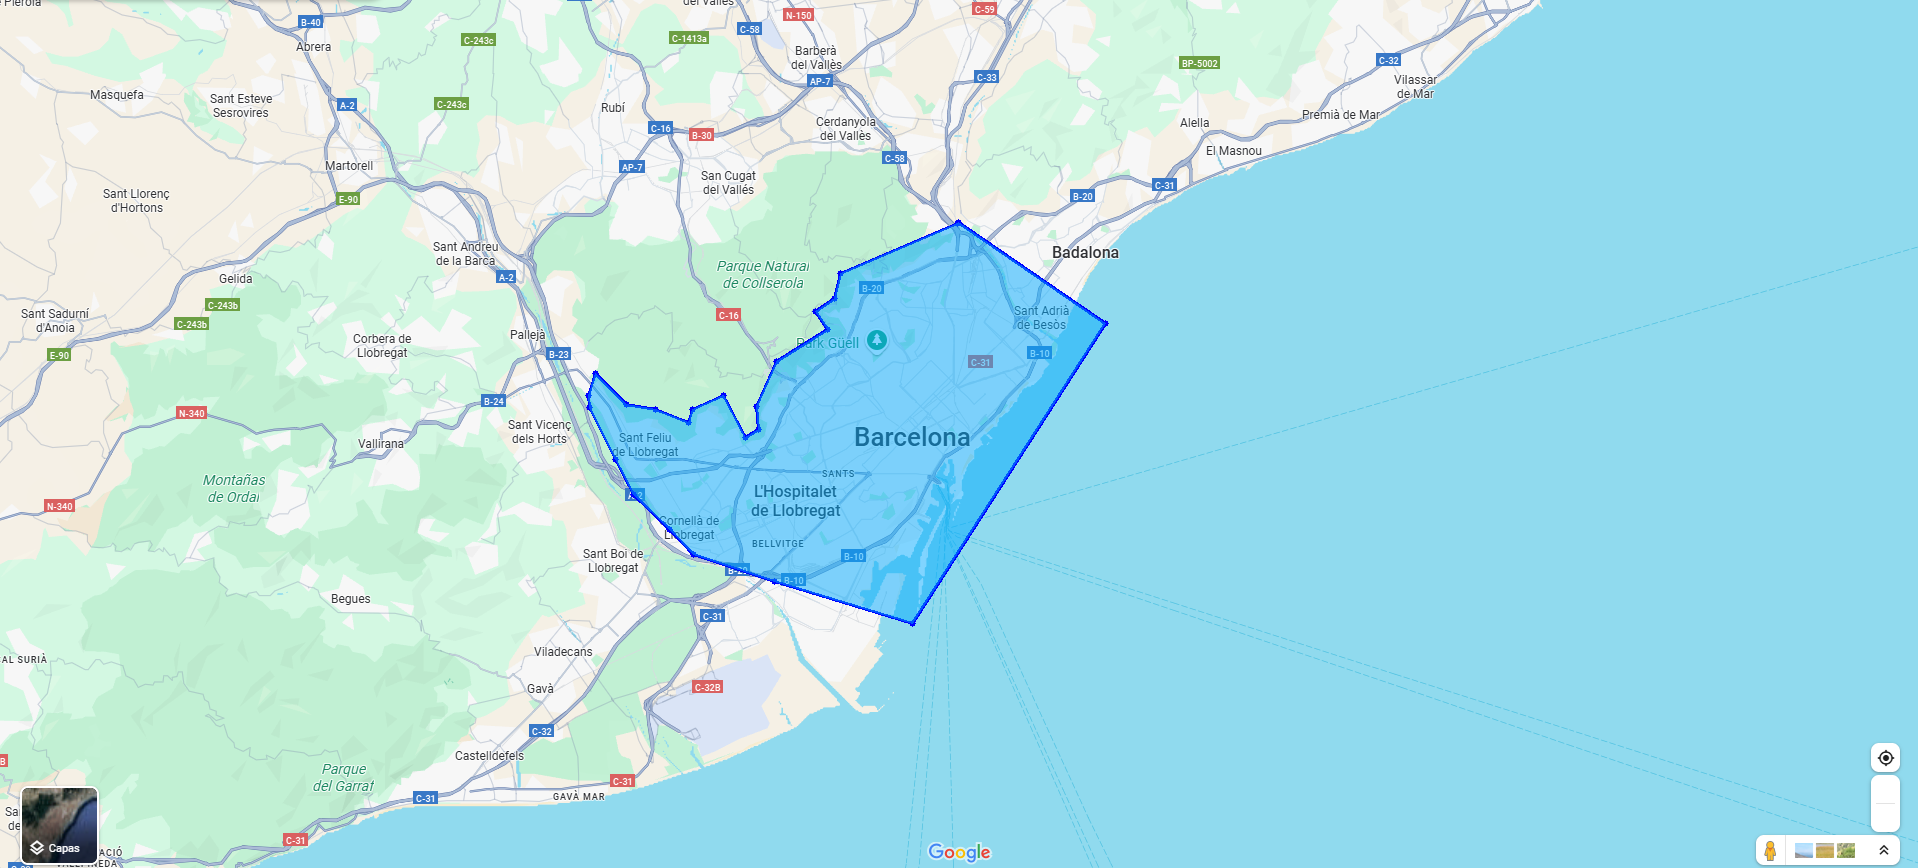 Pierola
B-40
Abrera
C-243c
del Vallès
C-1413a
N-150
C-58
C-59
Barberà
del Vallès
AP-7
C-33
BP-5002
C-32
Vilassar
de Mar
Masquefa
Sant Esteve
Sesrovires
A-2
C-243c
Rubí
C-16
B-30
Cerdanyola
del Vallès
Alella
Premià de Mar
El Masnou
Martorell
AP-7
San Cugat
del Vallés
C-58
C-31
B-20
Sant Llorenç
d'Hortons
E-90
Sant Andreu
de la Barca
A-2
Parque Natural
de Collserola
Badalona
Gelida
C-243b
C-243b
Sant Sadurní
d'Anoia
E-90
Corbera de
Llobregat
Pallejà
B-23
C-16
B-20
Sant Adrià
de Besòs
Park Güell
B-10
C-31
B-24
N-340
Vallirana
Sant Vicenç
dels Horts
Sant Feliu
de Llobregat
Barcelona
SANTS
Montañas
de Ordal
N-340
A-2
L'Hospitalet
de Llobregat
Cornellà de
Llobregat
BELLVITGE
B-10
Sant Boi de
Llobregat
B-20
B-10
Begues
C-31
Viladecans
CAL SURIÀ
Gavà
C-32B
C-32
Castelldefels
Parque
del Garraf
C-31
GAVÀ MAR
C-31
C-31
Capas
Google